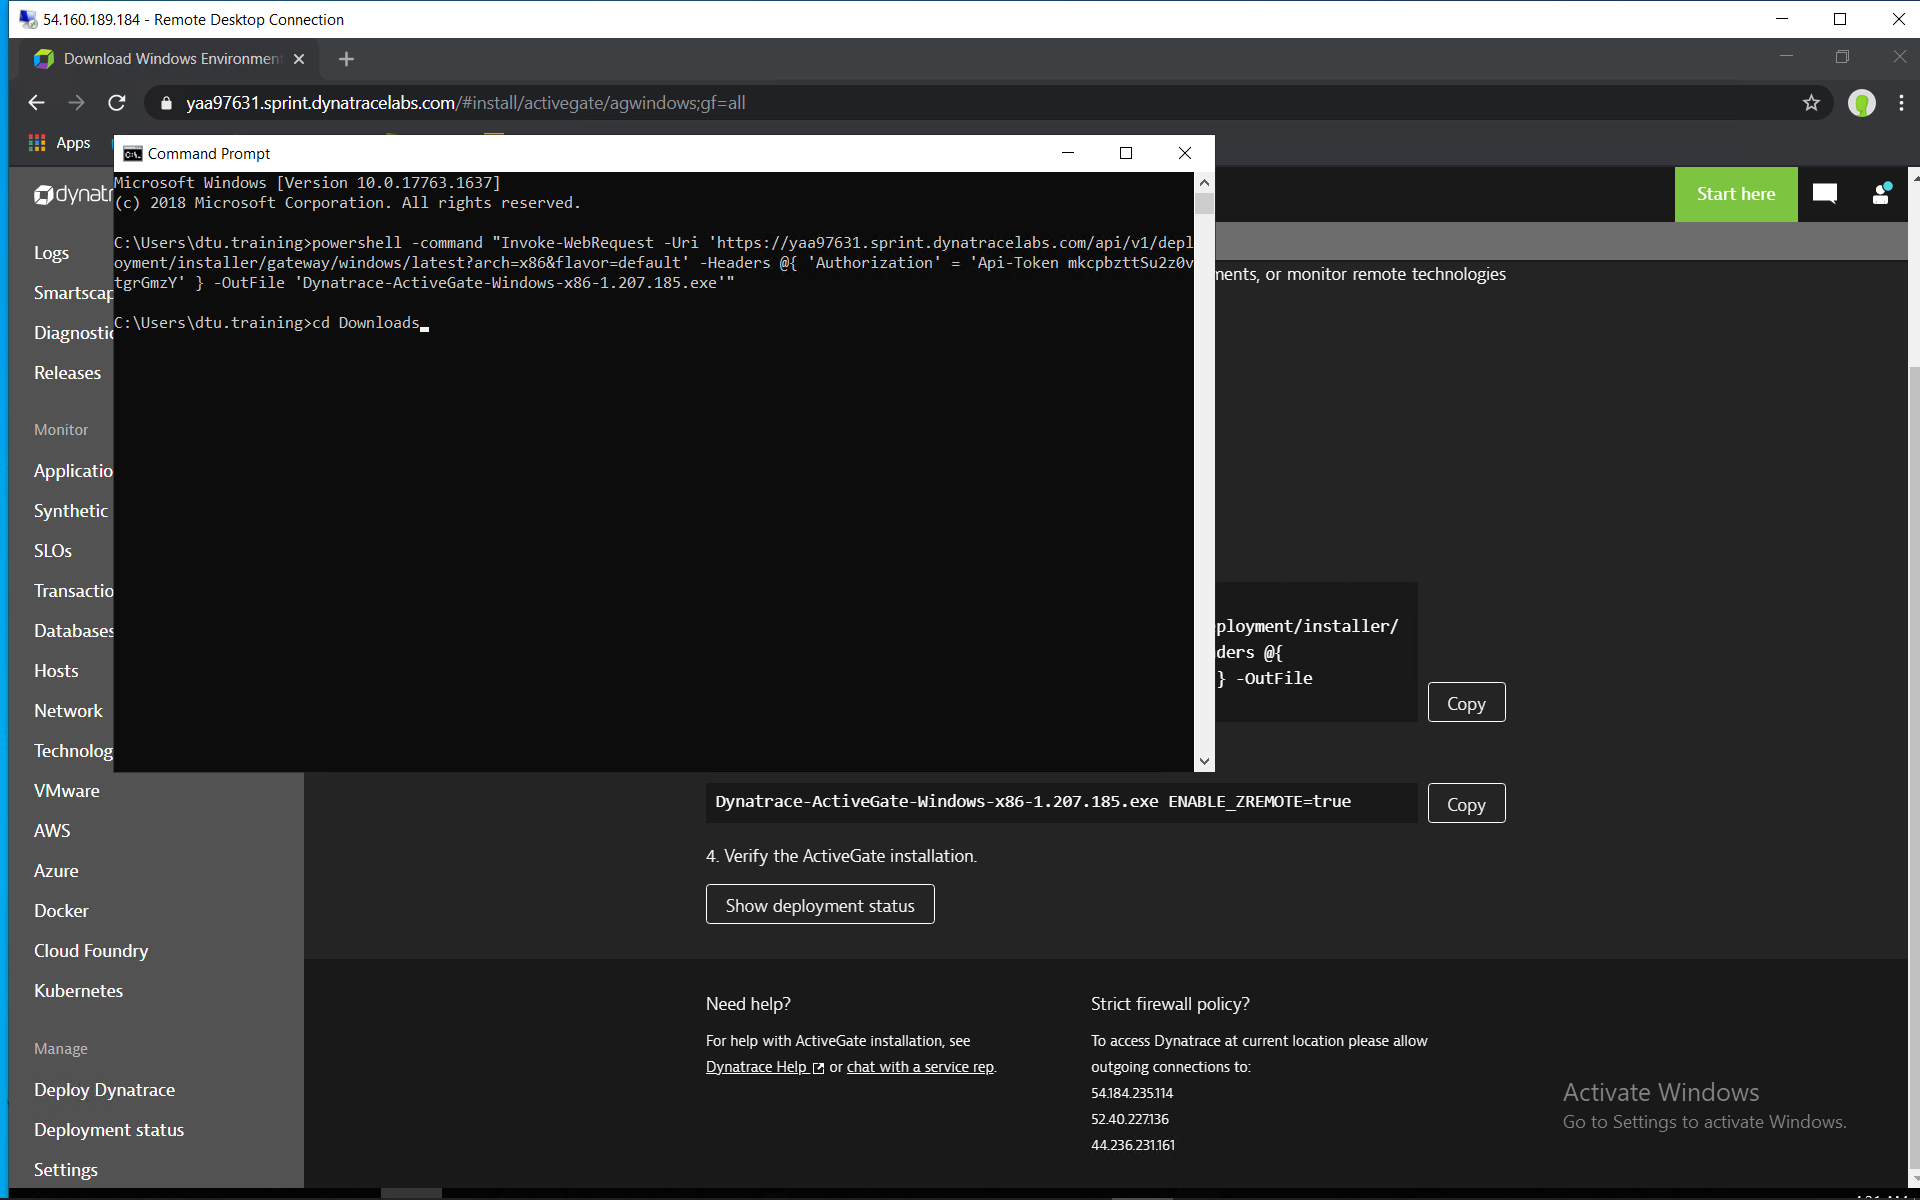 54.160.189.184 - Remote Desktop Connection
Download Windows Environmen
yaa97631.sprint.dynatracelabs.com/#install/activegate/agwindows;gf=all
Apps
Command Prompt
Microsoft Windows [Version 10.0.17763.1637]
(c) 2018 Microsoft Corporation. All rights reserved.
C:\Users\dtu.training>powershell -command "Invoke-WebRequest -Uri 'https://yaa97631.sprint.dynatracelabs.com/api/v1/depl
oyment/installer/gateway/windows/latest?arch=x86&flavor=default' -Headers @{ 'Authorization' = 'Api-Token mkcpbzttSu2z0v
tgrGmzY' } -OutFile 'Dynatrace-ActiveGate-Windows-x86-1.207.185.exe'"
C:\Users\dtu.training>cd Downloads
dynatr
Start here
Logs
Smartscap
Diagnostic
Releases
Monitor
Applicatio
Synthetic
SLOs
Transactio
Databases
Hosts
Network
Technolog
VMware
AWS
Azure
Docker
Cloud Foundry
Kubernetes
Manage
Deploy Dynatrace
Deployment status
Settings
ments, or monitor remote technologies
ployment/installer/
ders @{
} -OutFile
Copy
Dynatrace-ActiveGate-Windows-x86-1.207.185.exe ENABLE_ZREMOTE=true
Copy
4. Verify the ActiveGate installation.
Show deployment status
Need help?
For help with ActiveGate installation, see
Dynatrace Help or chat with a service rep.
Strict firewall policy?
To access Dynatrace at current location please allow
outgoing connections to:
54.184.235.114
52.40.227.136
44.236.231.161
Activate Windows
Go to Settings to activate Windows.